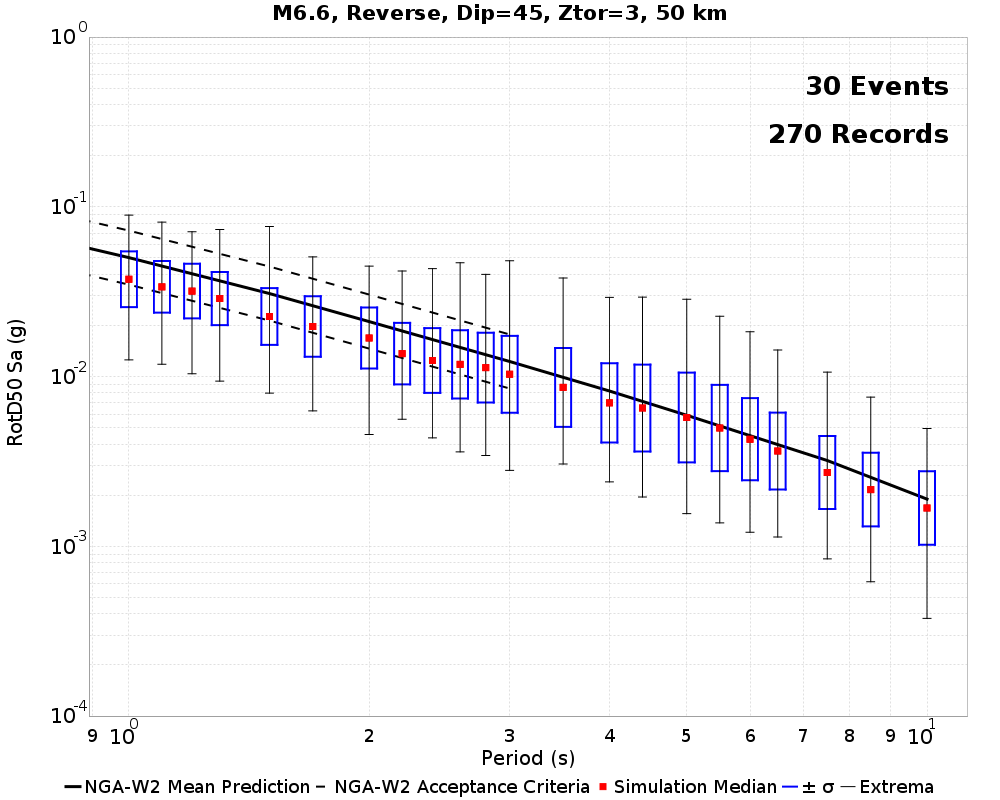 M6.6, Reverse, Dip=45, Ztor=3, 50 km
10^0
30 Events
270 Records
10^-1
10^-2
10^-3
10^-4
RotD50 Sa (g)
9 10^0 2 3 4 5 6 7 8 9 10^1
Period (s)
NGA-W2 Mean Prediction NGA-W2 Acceptance Criteria Simulation Median ± σ Extrema